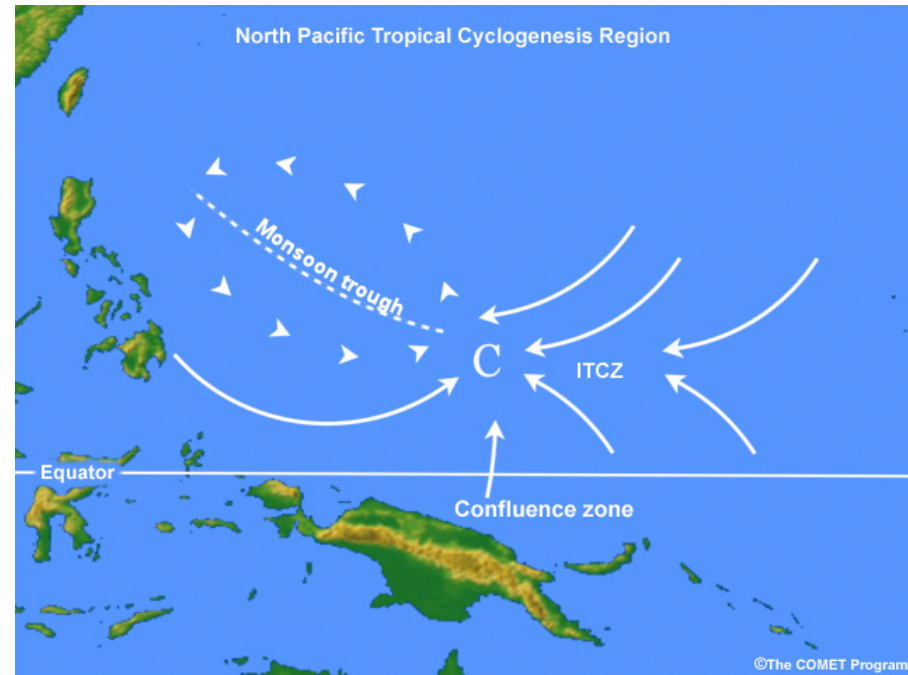 North Pacific Tropical Cyclogenesis Region
Monsoon trough
C
ITCZ
Equator
Confluence zone
©The COMET Program